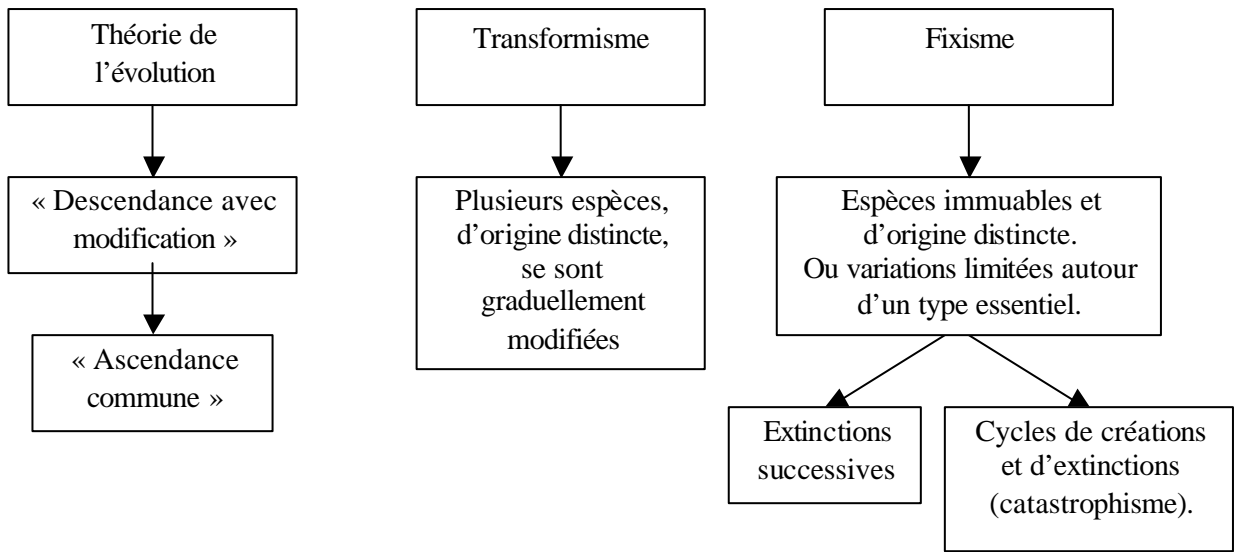 Théorie de
l'évolution
« Descendance avec
modification »
« Ascendance
commune »
Transformisme
Plusieurs espèces,
d'origine distincte,
se sont
graduellement
modifiées
Fixisme
Espèces immuables et
d'origine distincte.
Ou variations limitées autour
d'un type essentiel.
Extinctions
successives
Cycles de créations
et d'extinctions
(catastrophisme).